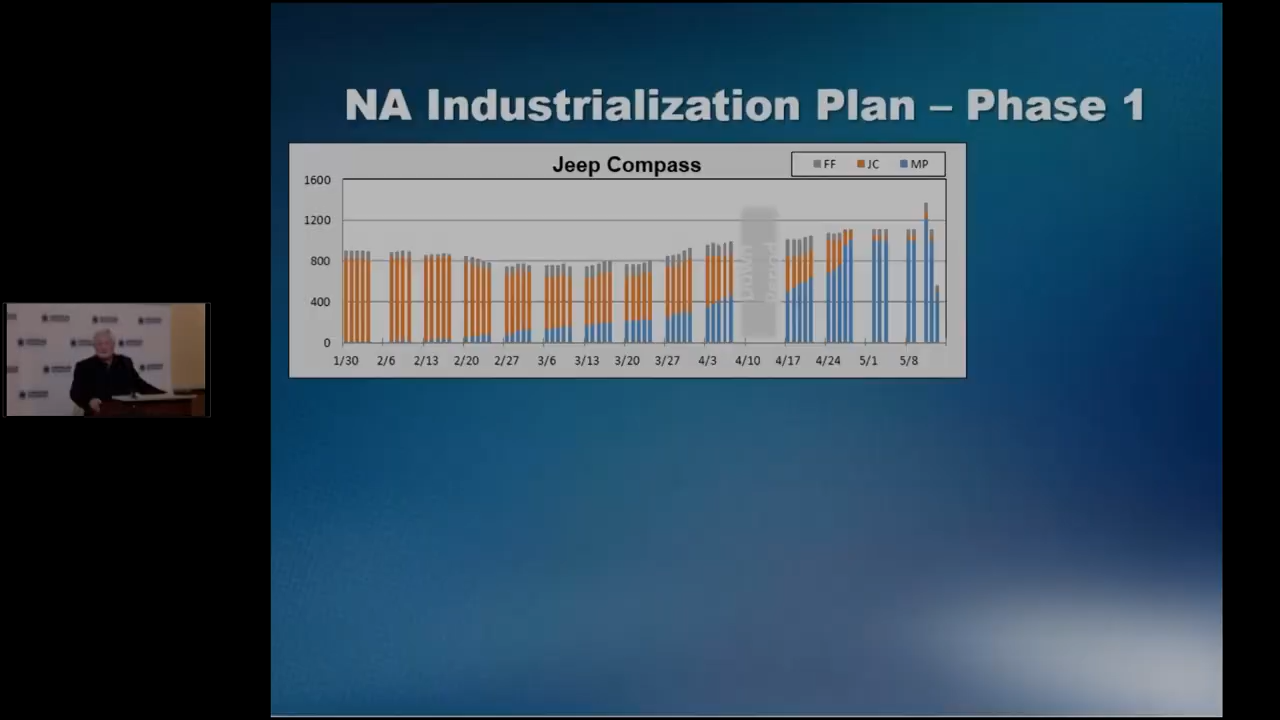 NA Industrialization Plan – Phase 1
Jeep Compass
FF JC MP
1600
1200
800
400
0
Down
Period
1/30 2/6 2/13 2/20 2/27 3/6 3/13 3/20 3/27 4/3 4/10 4/17 4/24 5/1 5/8